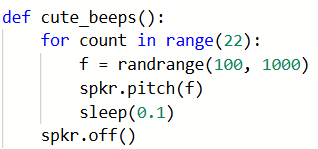 def cute_beeps():
    for count in range(22):
        f = randrange(100, 1000)
        spkr.pitch(f)
        sleep(0.1)
    spkr.off()